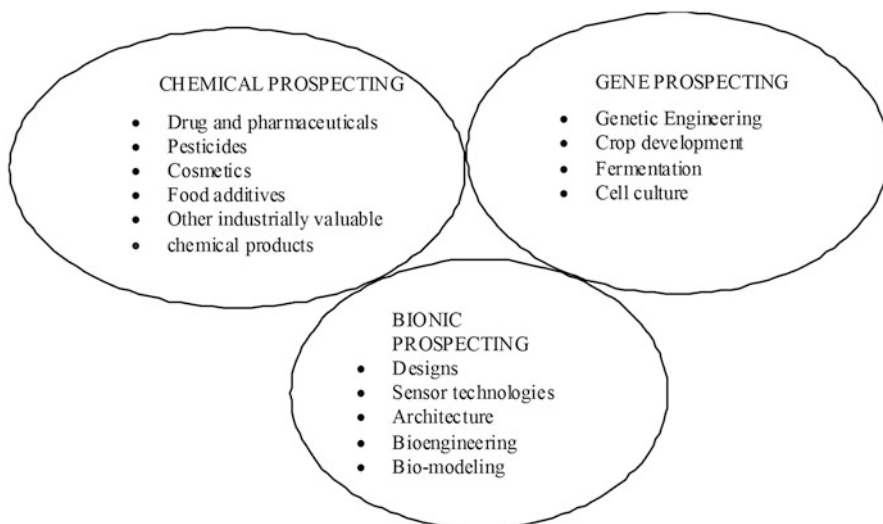 CHEMICAL PROSPECTING
• Drug and pharmaceuticals
• Pesticides
• Cosmetics
• Food additives
• Other industrially valuable
• chemical products
GENE PROSPECTING
• Genetic Engineering
• Crop development
• Fermentation
• Cell culture
BIONIC
PROSPECTING
• Designs
• Sensor technologies
• Architecture
• Bioengineering
• Bio-modeling